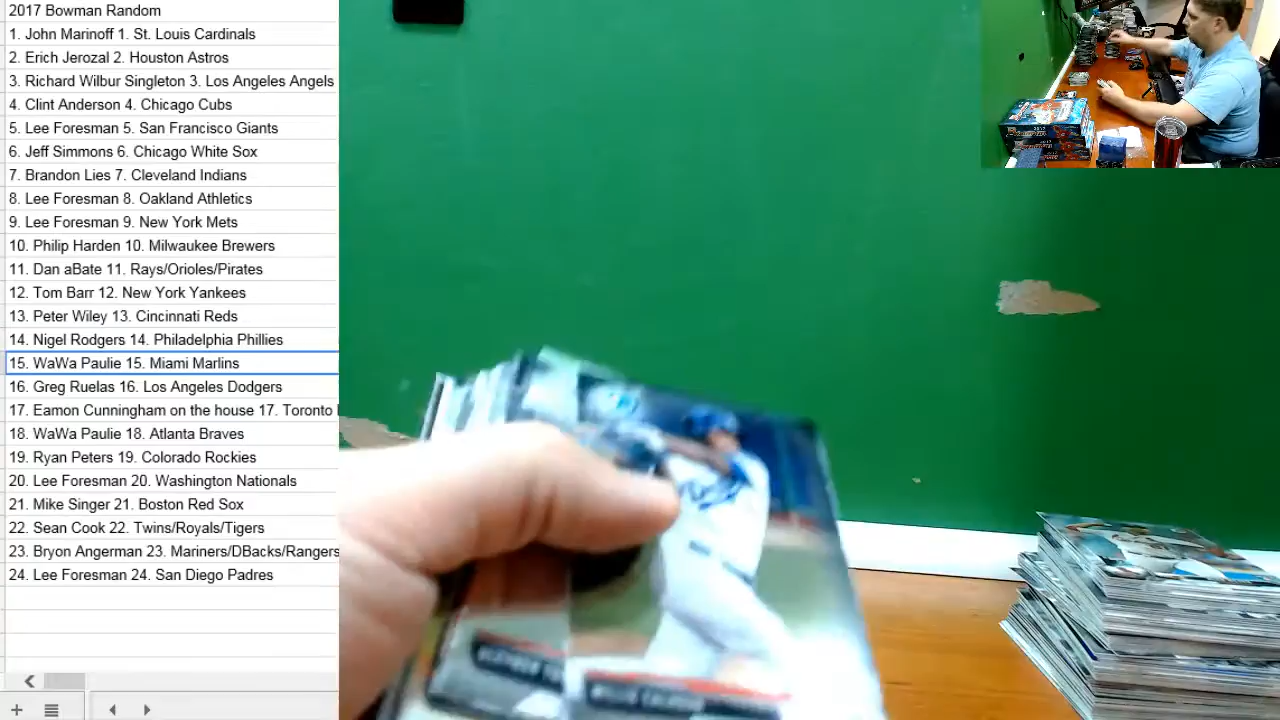 2017 Bowman Random
1. John Marinoff 1. St. Louis Cardinals
2. Erich Jerozal 2. Houston Astros
3. Richard Wilbur Singleton 3. Los Angeles Angels
4. Clint Anderson 4. Chicago Cubs
5. Lee Foresman 5. San Francisco Giants
6. Jeff Simmons 6. Chicago White Sox
7. Brandon Lies 7. Cleveland Indians
8. Lee Foresman 8. Oakland Athletics
9. Lee Foresman 9. New York Mets
10. Philip Harden 10. Milwaukee Brewers
11. Dan aBate 11. Rays/Orioles/Pirates
12. Tom Barr 12. New York Yankees
13. Peter Wiley 13. Cincinnati Reds
14. Nigel Rodgers 14. Philadelphia Phillies
15. WaWa Paulie 15. Miami Marlins
16. Greg Ruelas 16. Los Angeles Dodgers
17. Eamon Cunningham on the house 17. Toronto
18. WaWa Paulie 18. Atlanta Braves
19. Ryan Peters 19. Colorado Rockies
20. Lee Foresman 20. Washington Nationals
21. Mike Singer 21. Boston Red Sox
22. Sean Cook 22. Twins/Royals/Tigers
23. Bryon Angerman 23. Mariners/DBacks/Rangers
24. Lee Foresman 24. San Diego Padres